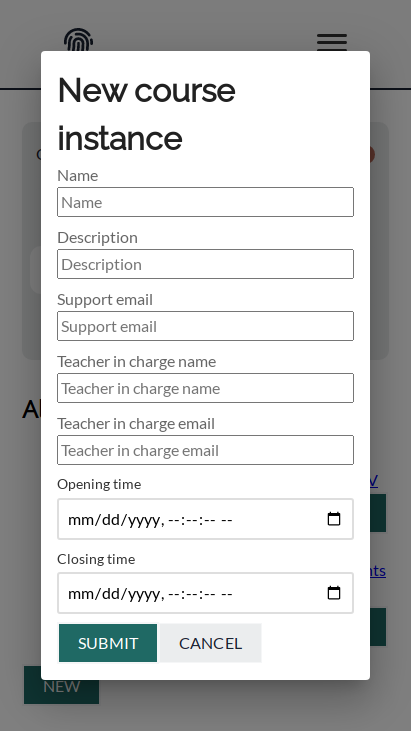 New course
instance
Name
Name
Description
Description
Support email
Support email
Teacher in charge name
Teacher in charge name
Teacher in charge email
Teacher in charge email
Opening time
mm/dd/yyyy, --:--:-- --
Closing time
mm/dd/yyyy, --:--:-- --
SUBMIT CANCEL
NEW